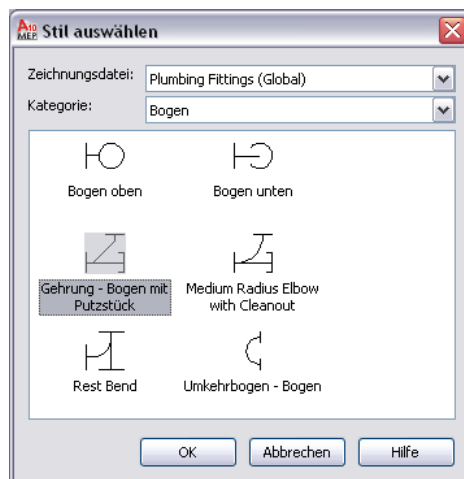 A10 MEP Stil auswählen
Zeichnungsdatei: Plumbing Fittings (Global)
Kategorie: Bogen
Bogen oben Bogen unten
Gehrung - Bogen mit Putzstück
Medium Radius Elbow with Cleanout
Rest Bend Umkehrbogen - Bogen
OK Abbrechen Hilfe